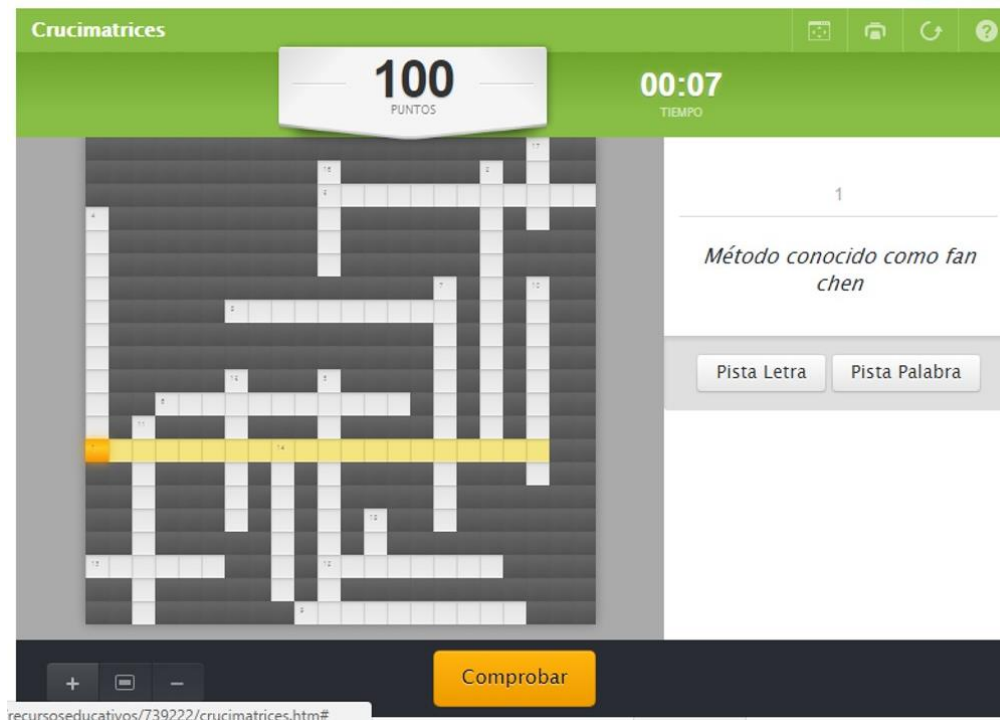 Crucimatrices
100
PUNTOS
00:07
TIEMPO
1
Método conocido como fan
chen
Pista Letra
Pista Palabra
Comprobar
recursoseducativos/739222/crucimatrices.htm#